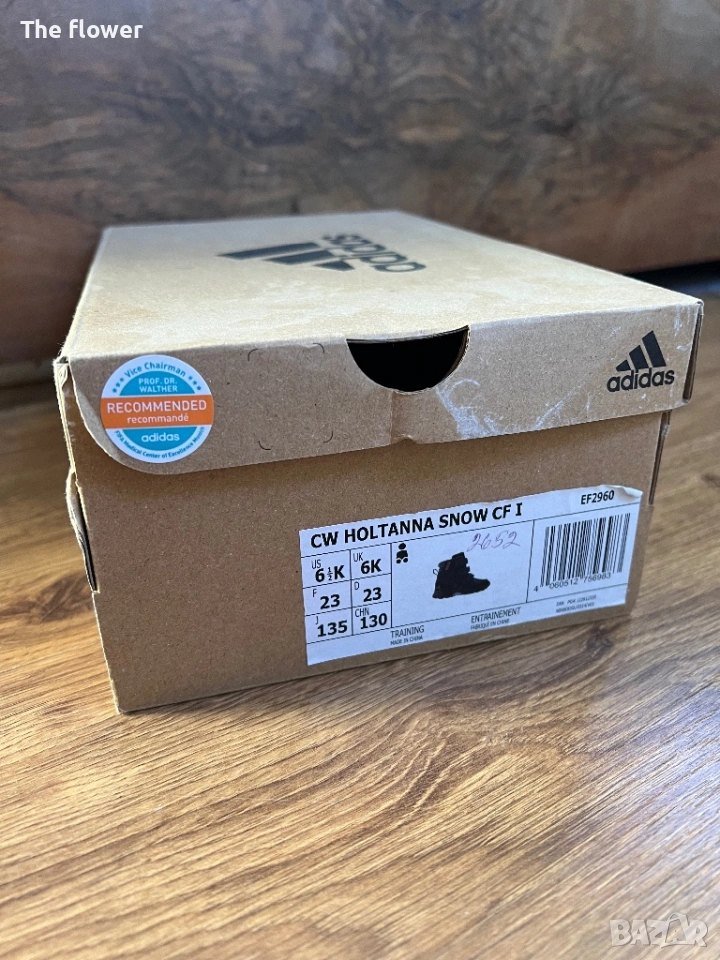 The flower
adidas
Vice Chairman
PROF. DR.
WALTHER
RECOMMENDED
recommandé
adidas
adidas
CW HOLTANNA SNOW CF I
EF2960
US
6½K
UK
6K
F
23
D
23
J
135
CHN
130
2652
TRAINING
MADE IN CHINA
ENTRAINEMENT
FABRIQUÉ EN CHINE
BAZAR